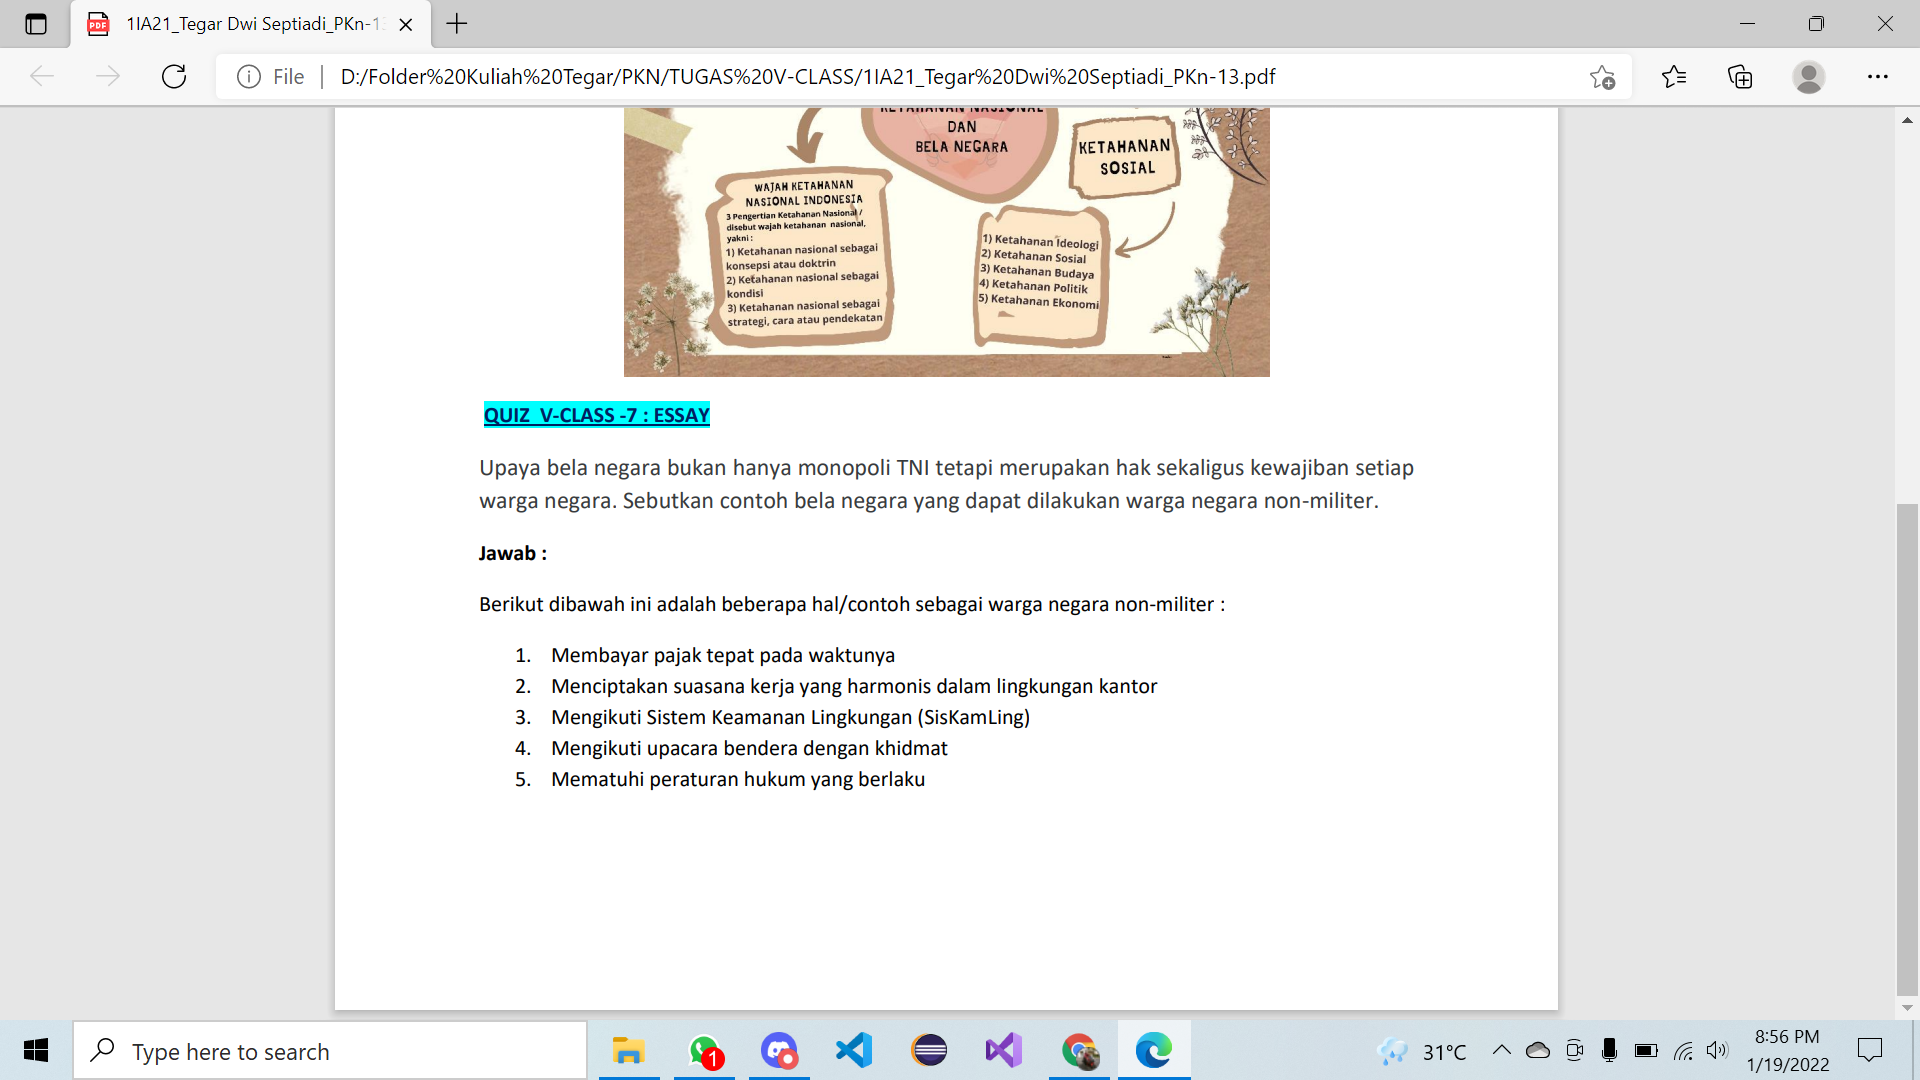 1IA21_Tegar Dwi Septiadi_PKn-1
File
D:/Folder%20Kuliah%20Tegar/PKN/TUGAS%20V-CLASS/1IA21_Tegar%20Dwi%20Septiadi_PKn-13.pdf
KETAHANAN NASIONAL
DAN
BELA NEGARA
KETAHANAN
SOSIAL
WAJAH KETAHANAN
NASIONAL INDONESIA
3 Pengertian Ketahanan Nasional /
disebut wajah ketahanan nasional,
yakni :
1) Ketahanan nasional sebagai
konsepsi atau doktrin
2) Ketahanan nasional sebagai
kondisi
3) Ketahanan nasional sebagai
strategi, cara atau pendekatan
1) Ketahanan Ideologi
2) Ketahanan Sosial
3) Ketahanan Budaya
4) Ketahanan Politik
5) Ketahanan Ekonomi
QUIZ V-CLASS -7 : ESSAY
Upaya bela negara bukan hanya monopoli TNI tetapi merupakan hak sekaligus kewajiban setiap
warga negara. Sebutkan contoh bela negara yang dapat dilakukan warga negara non-militer.
Jawab :
Berikut dibawah ini adalah beberapa hal/contoh sebagai warga negara non-militer :
1. Membayar pajak tepat pada waktunya
2. Menciptakan suasana kerja yang harmonis dalam lingkungan kantor
3. Mengikuti Sistem Keamanan Lingkungan (SisKamLing)
4. Mengikuti upacara bendera dengan khidmat
5. Mematuhi peraturan hukum yang berlaku
Type here to search
1
31°C
8:56 PM
1/19/2022